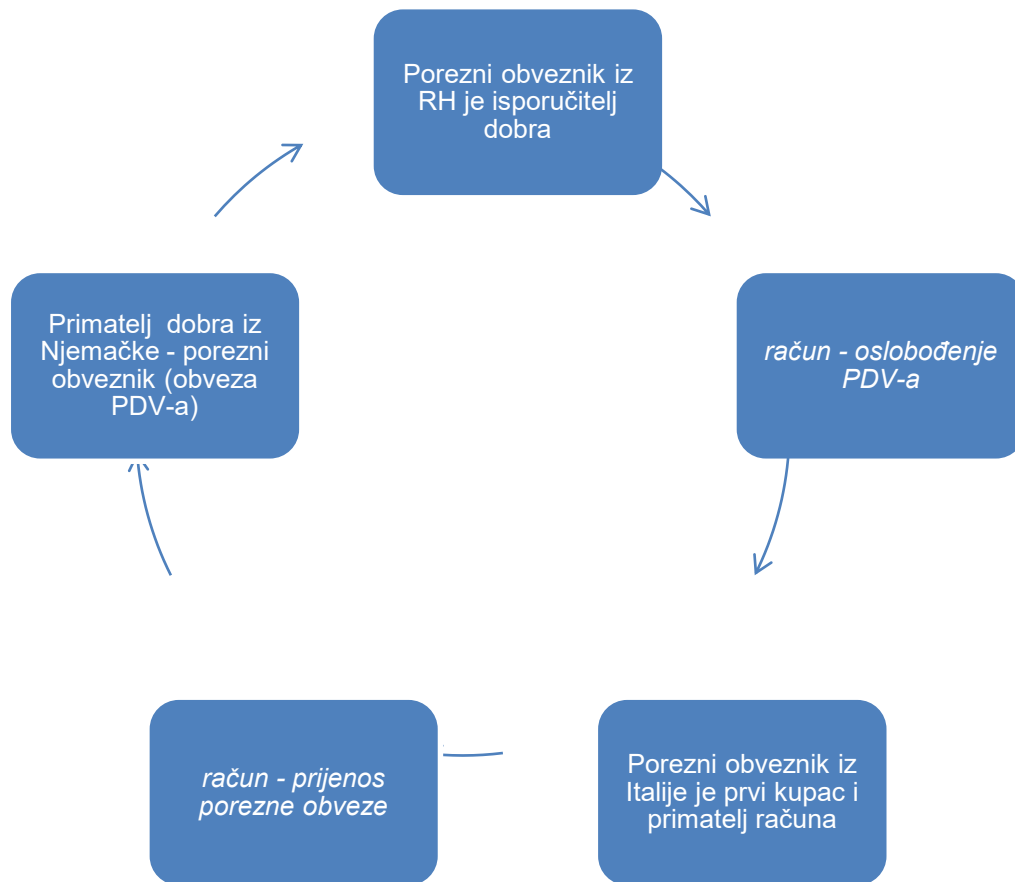 Porezni obveznik iz
RH je isporučitelj
dobra
račun - oslobođenje
PDV-a
Porezni obveznik iz
Italije je prvi kupac i
primatelj računa
račun - prijenos
porezne obveze
Primatelj dobra iz
Njemačke - porezni
obveznik (obveza
PDV-a)